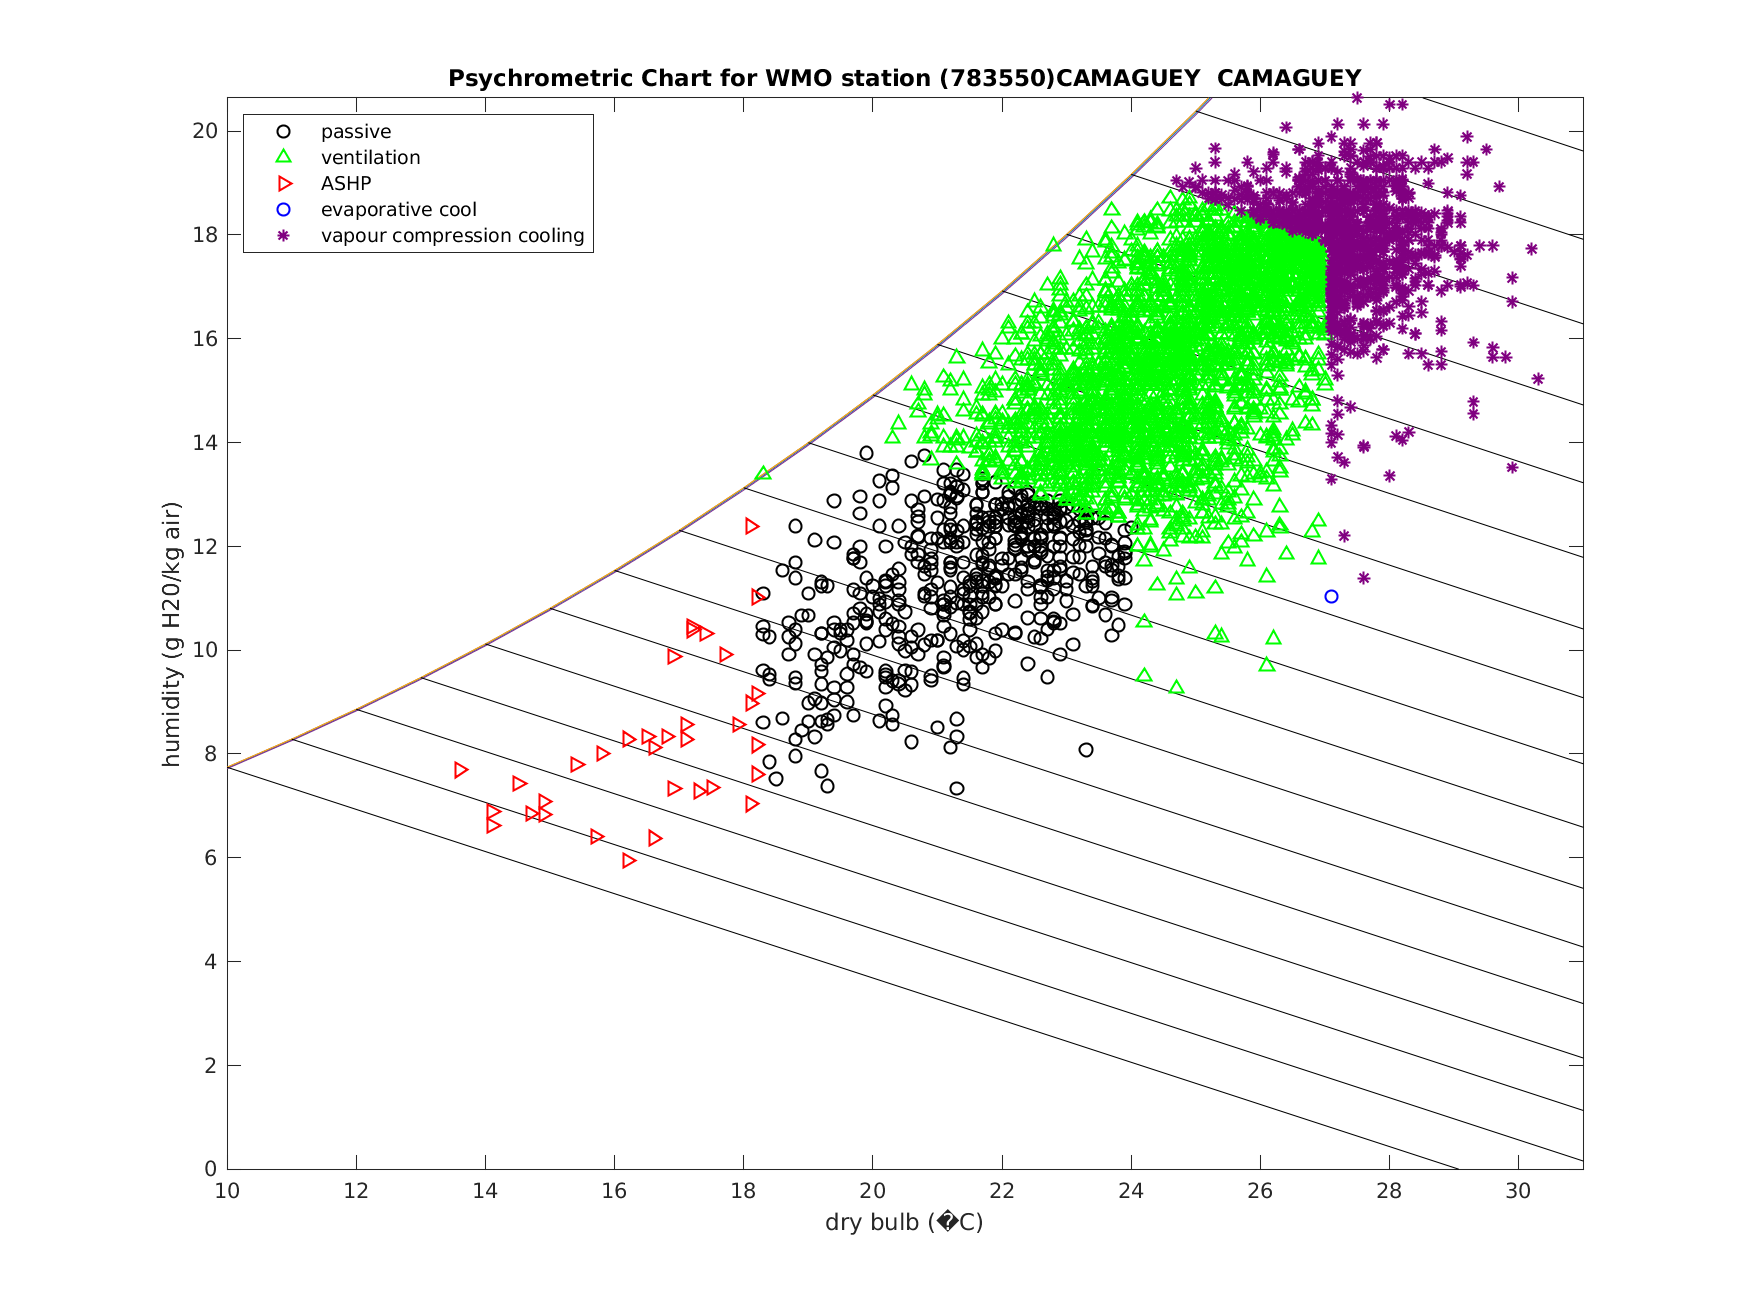 Psychrometric Chart for WMO station (783550)CAMAGUEY  CAMAGUEY
passive
ventilation
ASHP
evaporative cool
vapour compression cooling
humidity (g H20/kg air)
20
18
16
14
12
10
8
6
4
2
0
10 12 14 16 18 20 22 24 26 28 30
dry bulb (�C)